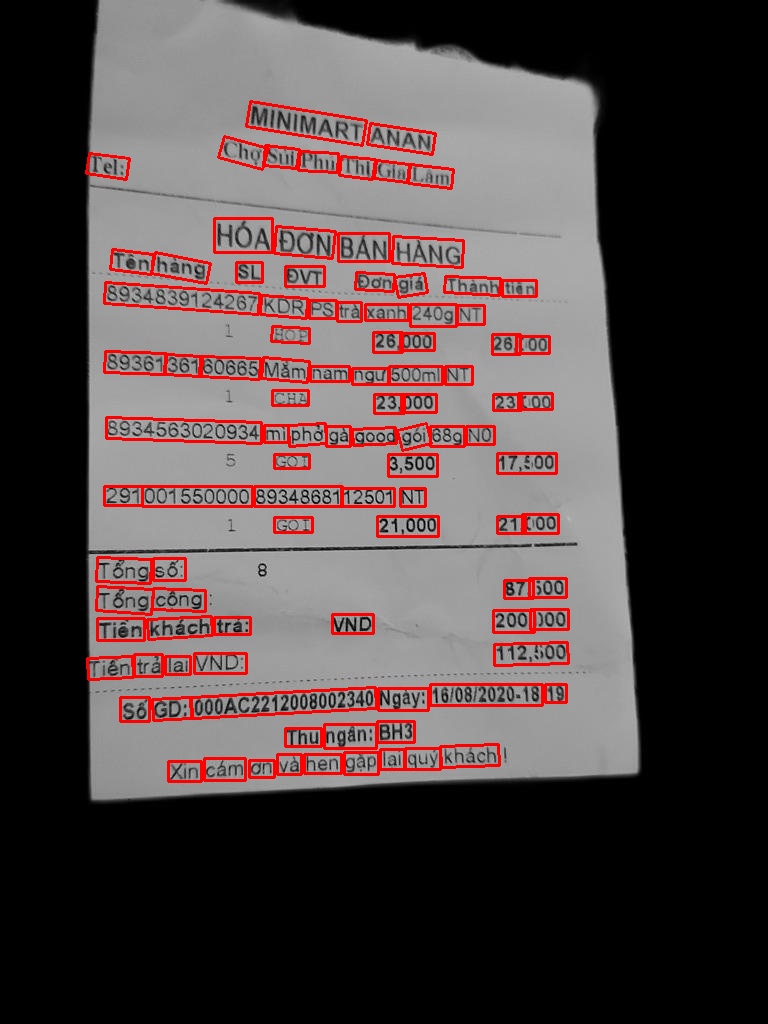 MINIMART ANAN
Chợ Sủi Phú Thị Gia Lâm
Tel:
HÓA ĐƠN BÁN HÀNG
Tên hàng SL ĐVT Đơn giá Thành tiền
8934839124267 KDR PS trà xanh 240g NT
1 HOP 26,000 26,000
8936136160665 Mắm nam ngư 500ml NT
1 CHA 23,000 23,000
8934563020934 mì phở gà good gói 68g N0
5 GOI 3,500 17,500
291001550000 8934868112501 NT
1 GOI 21,000 21,000
Tổng số: 8
Tổng cộng: 87,500
Tiền khách trả: VND 200,000
Tiền trả lại VND: 112,500
Số GD: 000AC2212008002340 Ngày: 16/08/2020-18:19
Thu ngân: BH3
Xin cám ơn và hẹn gặp lại quý khách !